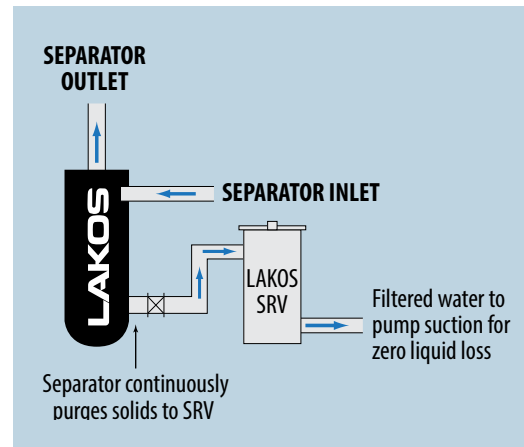 SEPARATOR
OUTLET
SEPARATOR INLET
LAKOS
LAKOS
SRV
Filtered water to
pump suction for
zero liquid loss
Separator continuously
purges solids to SRV